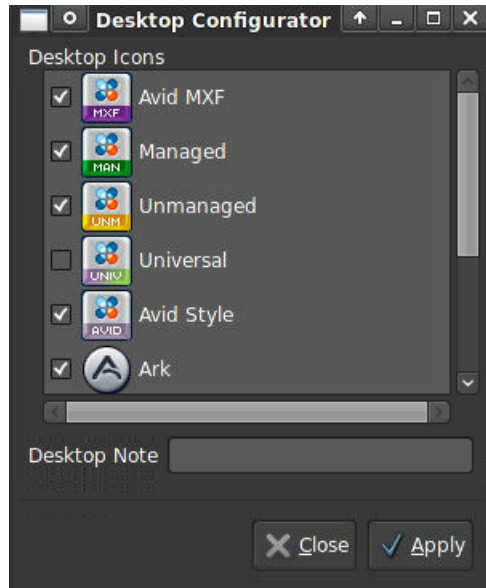 Desktop Configurator
Desktop Icons
MXF Avid MXF
MAN Managed
UNM Unmanaged
UNIV Universal
AVID Avid Style
Ark
Desktop Note
Close Apply